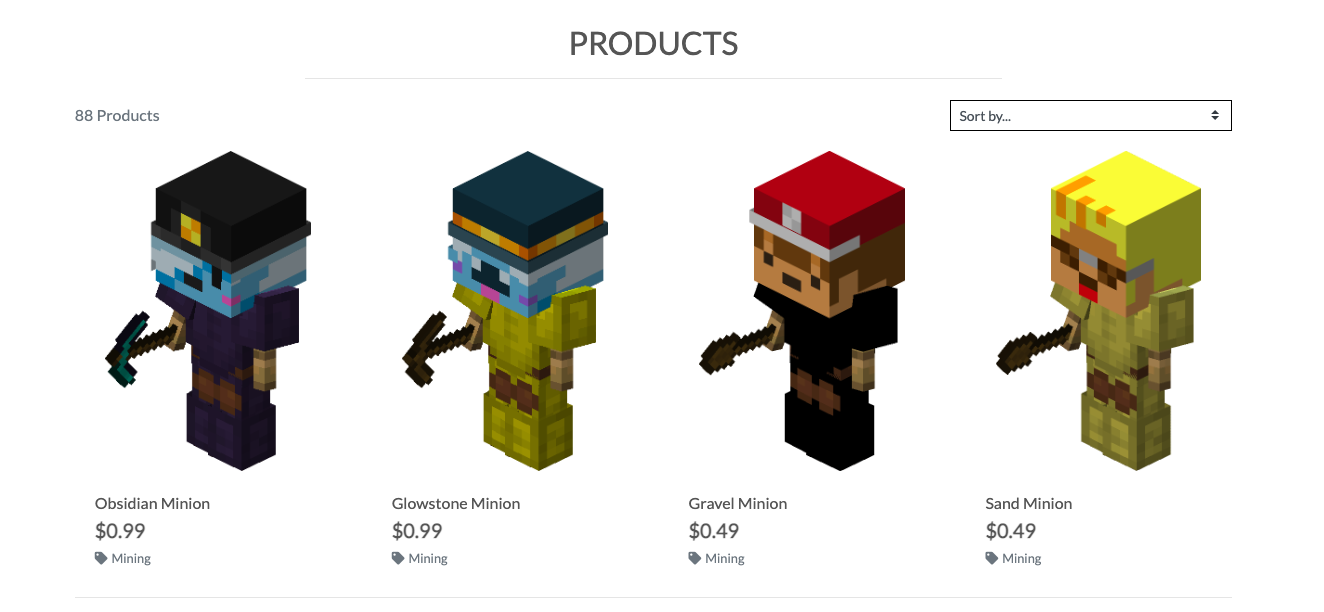 PRODUCTS
88 Products
Sort by...
Obsidian Minion
$0.99
Mining
Glowstone Minion
$0.99
Mining
Gravel Minion
$0.49
Mining
Sand Minion
$0.49
Mining